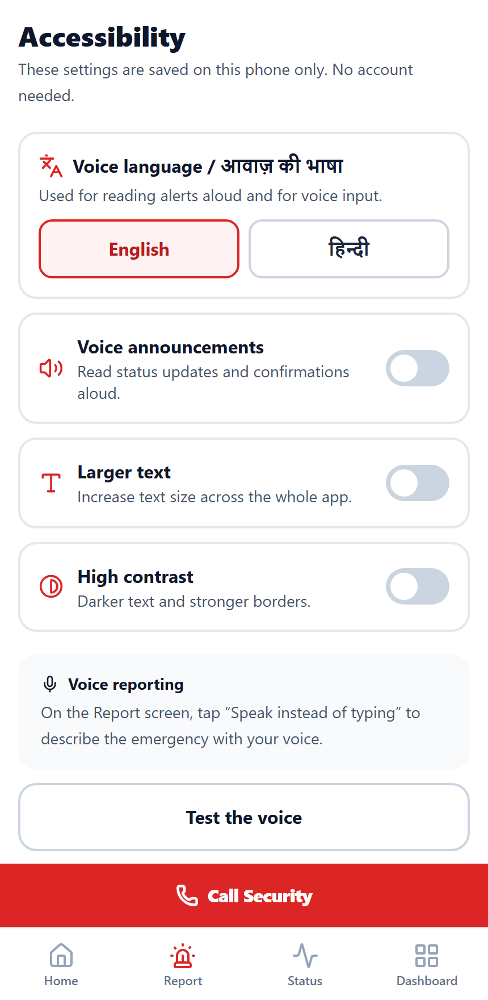 Accessibility
These settings are saved on this phone only. No account
needed.
Voice language / आवाज़ की भाषा
Used for reading alerts aloud and for voice input.
English
हिन्दी
Voice announcements
Read status updates and confirmations
aloud.
Larger text
Increase text size across the whole app.
High contrast
Darker text and stronger borders.
Voice reporting
On the Report screen, tap “Speak instead of typing” to
describe the emergency with your voice.
Test the voice
Call Security
Home
Report
Status
Dashboard